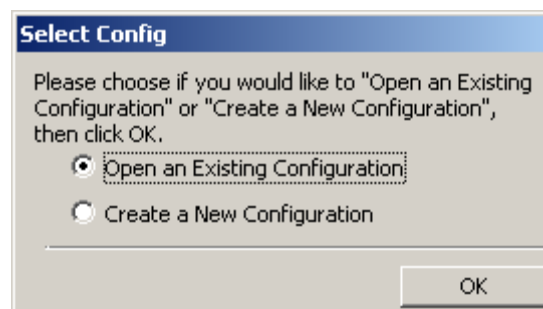 Select Config
Please choose if you would like to "Open an Existing
Configuration" or "Create a New Configuration",
then click OK.
Open an Existing Configuration
Create a New Configuration
OK